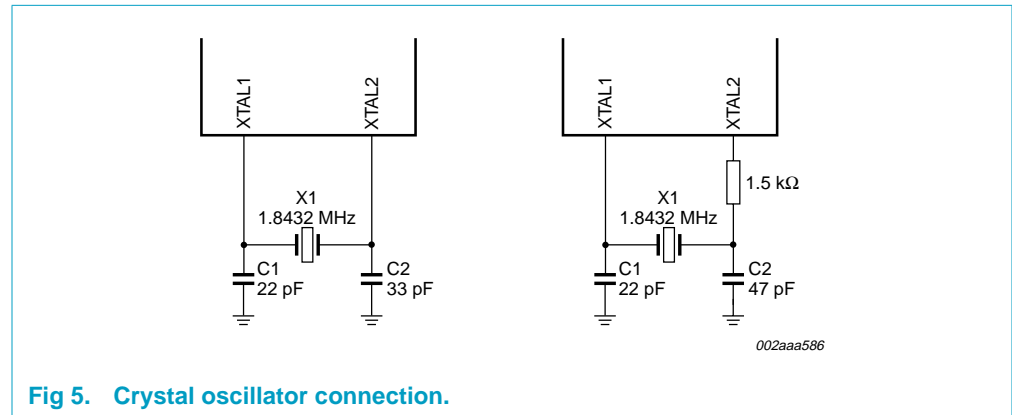 XTAL1
XTAL2
X1
1.8432 MHz
C1
22 pF
C2
33 pF
XTAL1
XTAL2
1.5 kΩ
X1
1.8432 MHz
C1
22 pF
C2
47 pF
002aaa586
Fig 5. Crystal oscillator connection.